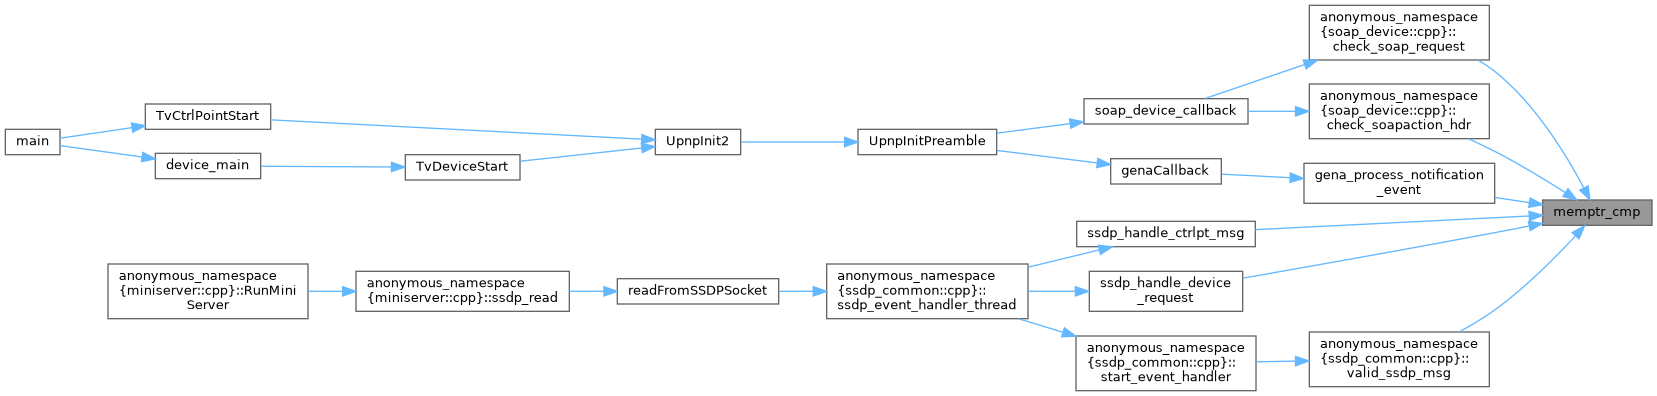 main
TvCtrlPointStart
device_main
TvDeviceStart
UpnpInit2
UpnpInitPreamble
soap_device_callback
genaCallback
anonymous_namespace
{soap_device::cpp}::
check_soap_request
anonymous_namespace
{soap_device::cpp}::
check_soapaction_hdr
gena_process_notification
_event
memptr_cmp
ssdp_handle_ctrlpt_msg
ssdp_handle_device
_request
anonymous_namespace
{miniserver::cpp}::RunMini
Server
anonymous_namespace
{miniserver::cpp}::ssdp_read
readFromSSDPSocket
anonymous_namespace
{ssdp_common::cpp}::
ssdp_event_handler_thread
anonymous_namespace
{ssdp_common::cpp}::
start_event_handler
anonymous_namespace
{ssdp_common::cpp}::
valid_ssdp_msg